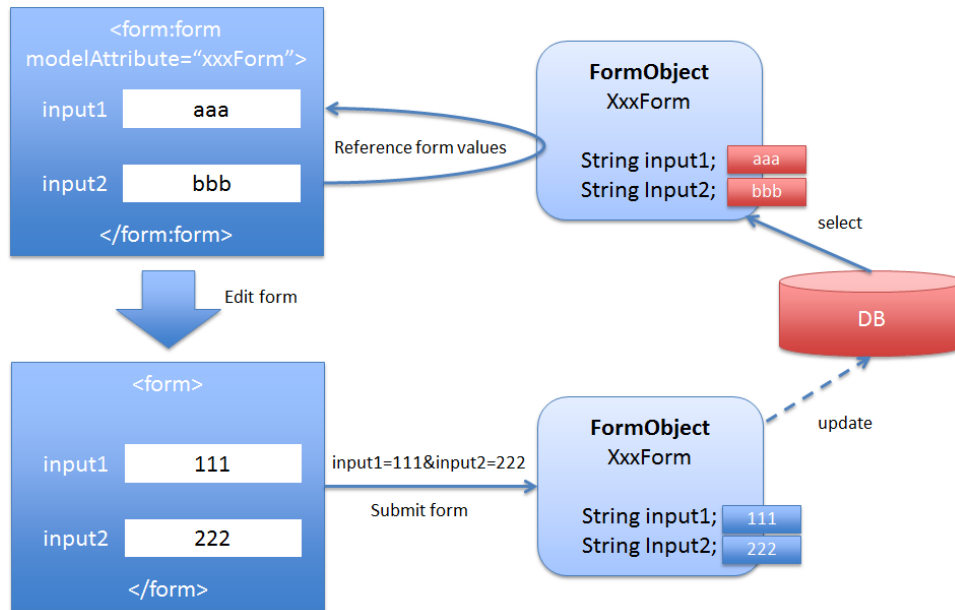 <form:form
modelAttribute=“xxxForm”>
input1 aaa
input2 bbb
</form:form>
Reference form values
FormObject
XxxForm
String input1; aaa
String Input2; bbb
select
DB
Edit form
<form>
input1 111
input2 222
</form>
input1=111&input2=222
Submit form
FormObject
XxxForm
String input1; 111
String Input2; 222
update